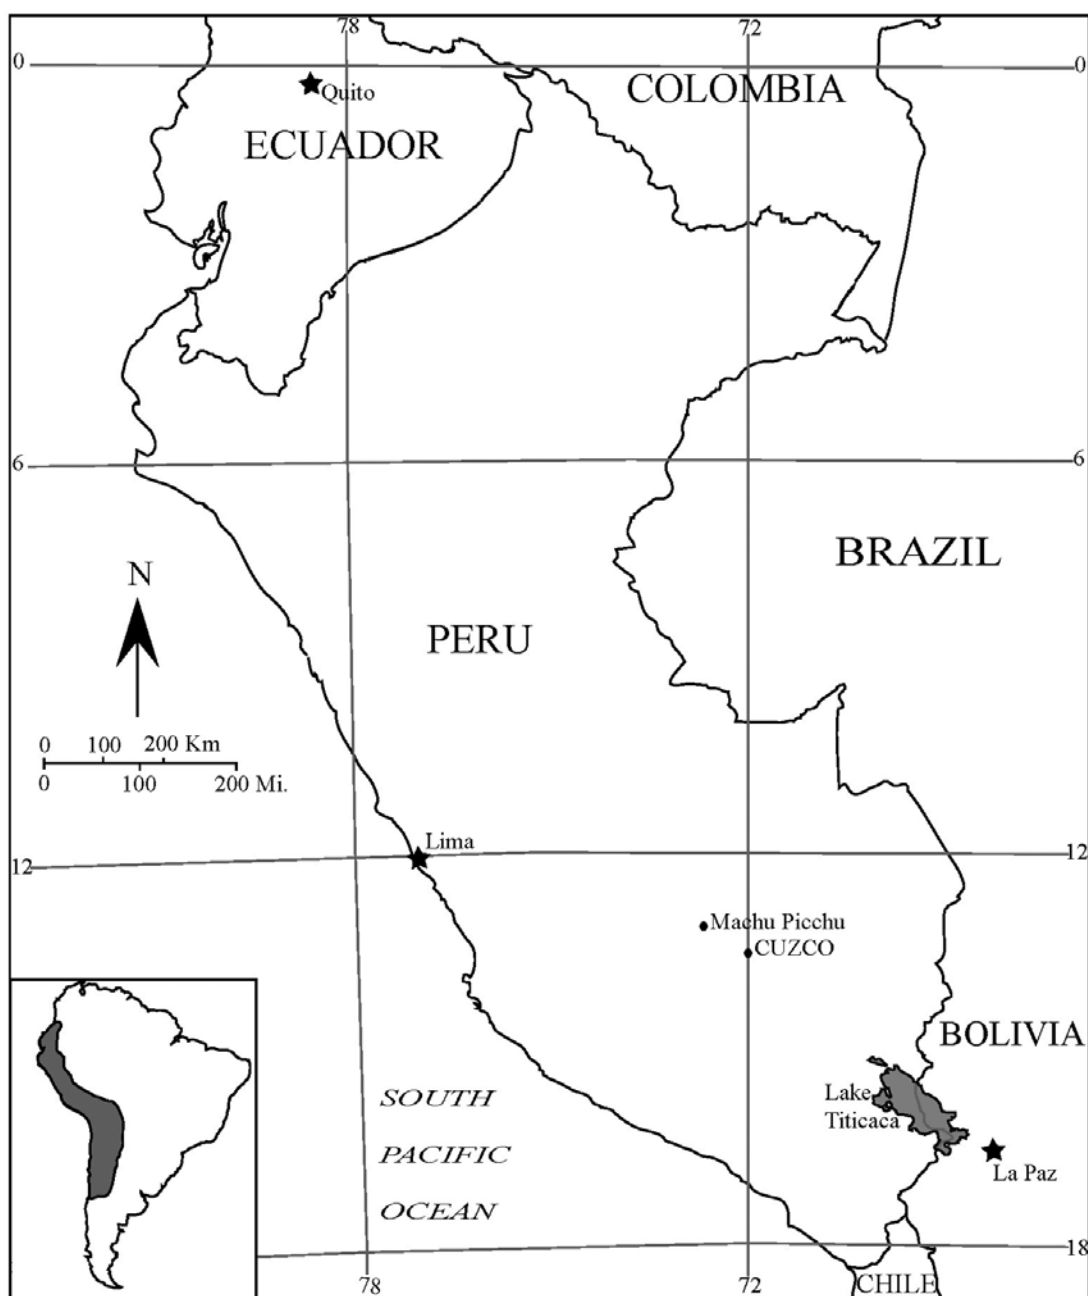 78
72
0
0
Quito
COLOMBIA
ECUADOR
6
6
BRAZIL
N
PERU
0 100 200 Km
0 100 200 Mi.
Lima
12
12
Machu Picchu
CUZCO
BOLIVIA
SOUTH
Lake
Titicaca
PACIFIC
La Paz
OCEAN
18
78
72
CHILE